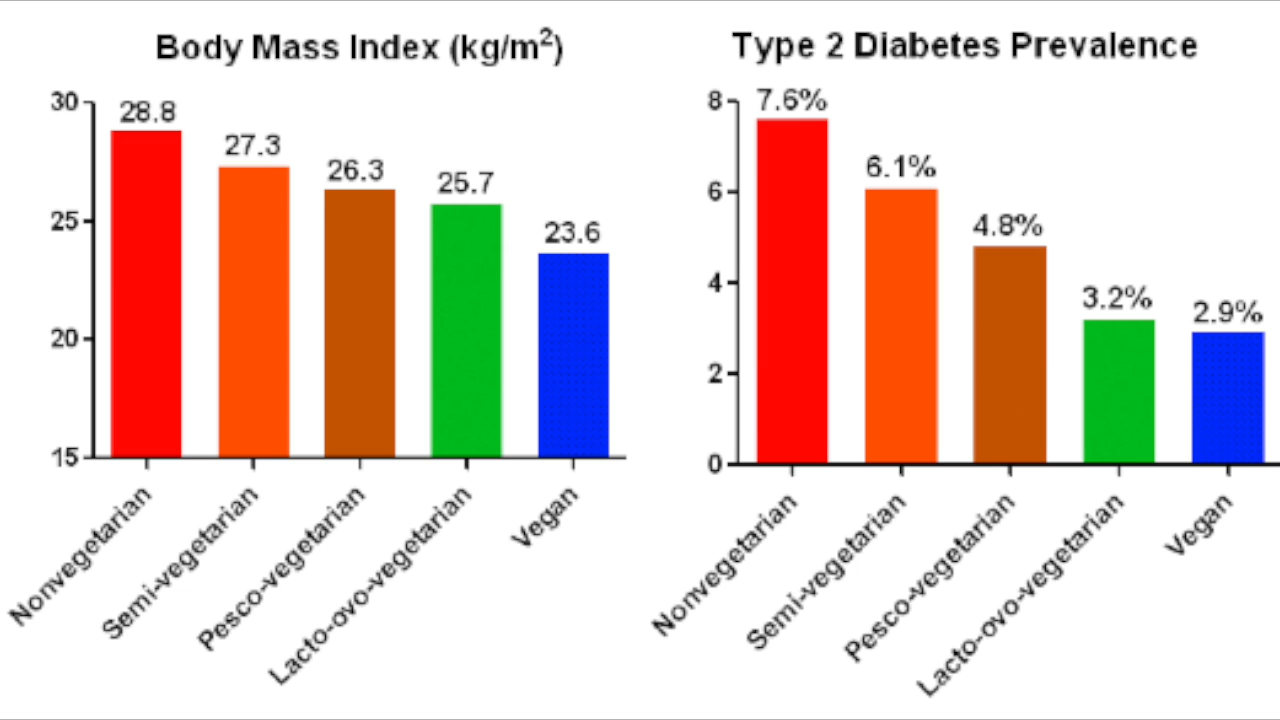 Body Mass Index (kg/m²)
30
25
20
15
28.8
27.3
26.3
25.7
23.6
Nonvegetarian
Semi-vegetarian
Pesco-vegetarian
Lacto-ovo-vegetarian
Vegan
Type 2 Diabetes Prevalence
8
6
4
2
0
7.6%
6.1%
4.8%
3.2%
2.9%
Nonvegetarian
Semi-vegetarian
Pesco-vegetarian
Lacto-ovo-vegetarian
Vegan